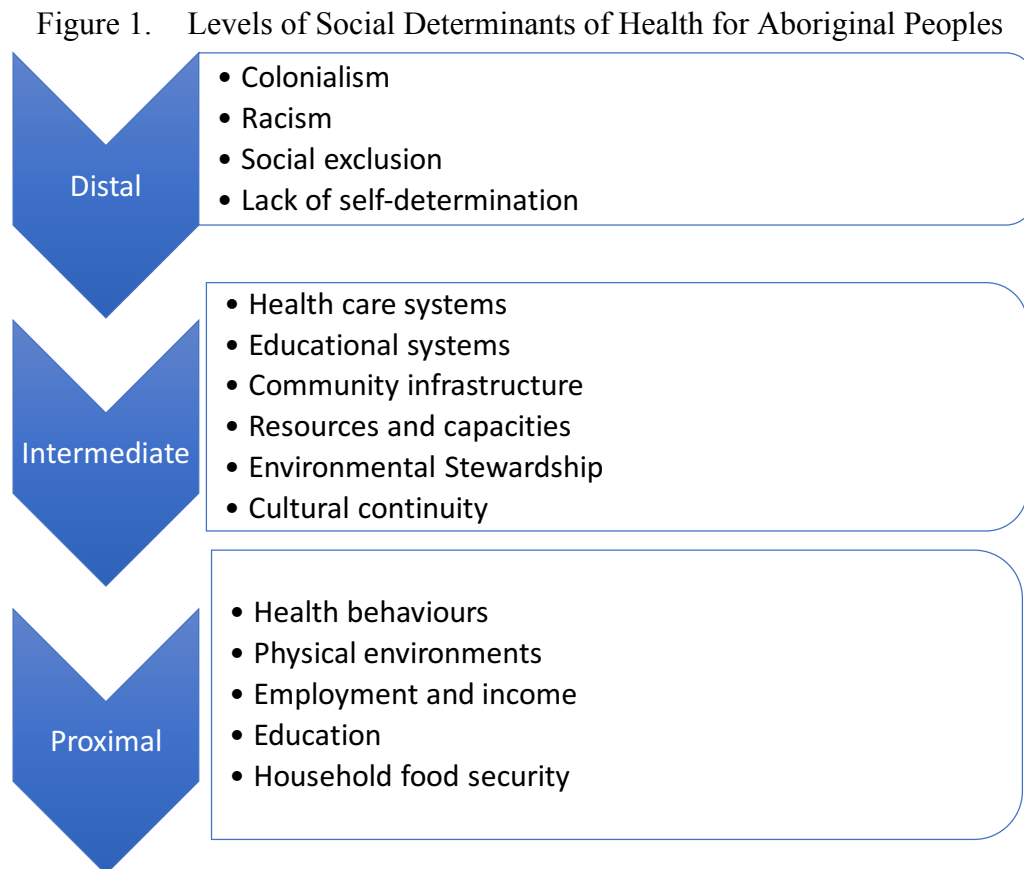 Figure 1. Levels of Social Determinants of Health for Aboriginal Peoples
Distal
• Colonialism
• Racism
• Social exclusion
• Lack of self-determination
Intermediate
• Health care systems
• Educational systems
• Community infrastructure
• Resources and capacities
• Environmental Stewardship
• Cultural continuity
Proximal
• Health behaviours
• Physical environments
• Employment and income
• Education
• Household food security